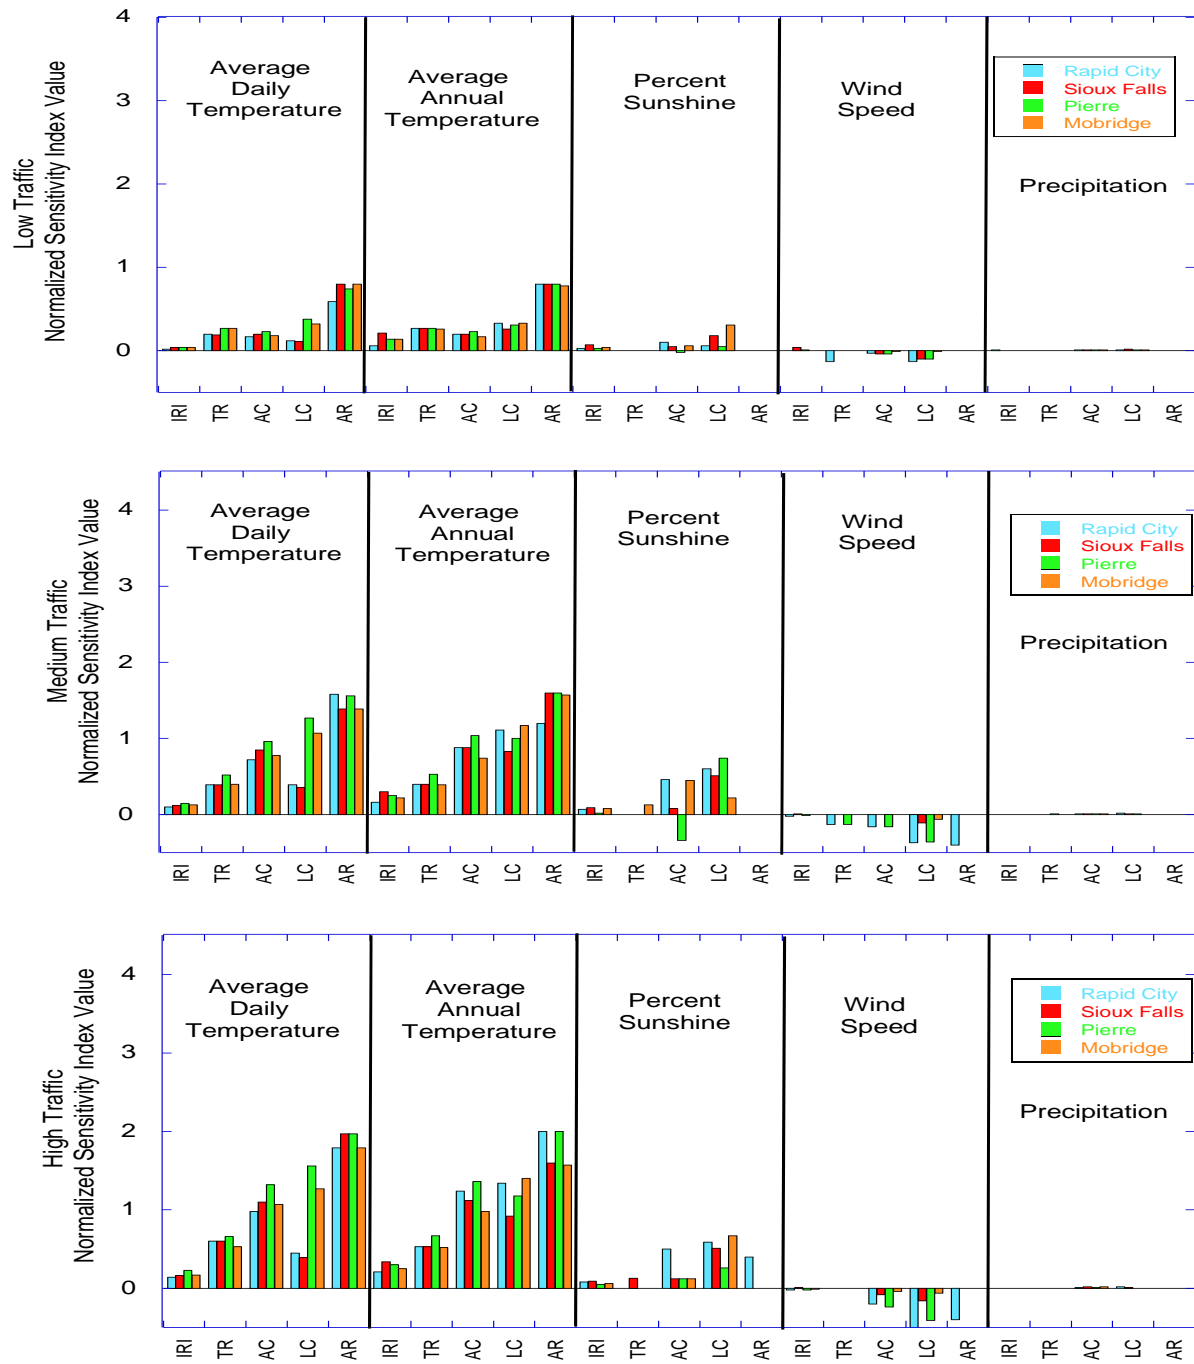 Low Traffic
Normalized Sensitivity Index Value
4
3
2
1
0
Average
Daily
Temperature
Average
Annual
Temperature
Percent
Sunshine
Wind
Speed
Rapid City
Sioux Falls
Pierre
Mobridge
Precipitation
IRI TR AC LC AR IRI TR AC LC AR IRI TR AC LC AR IRI TR AC LC AR IRI TR AC LC AR
Medium Traffic
Normalized Sensitivity Index Value
4
3
2
1
0
Average
Daily
Temperature
Average
Annual
Temperature
Percent
Sunshine
Wind
Speed
Rapid City
Sioux Falls
Pierre
Mobridge
Precipitation
IRI TR AC LC AR IRI TR AC LC AR IRI TR AC LC AR IRI TR AC LC AR IRI TR AC LC AR
High Traffic
Normalized Sensitivity Index Value
4
3
2
1
0
Average
Daily
Temperature
Average
Annual
Temperature
Percent
Sunshine
Wind
Speed
Rapid City
Sioux Falls
Pierre
Mobridge
Precipitation
IRI TR AC LC AR IRI TR AC LC AR IRI TR AC LC AR IRI TR AC LC AR IRI TR AC LC AR